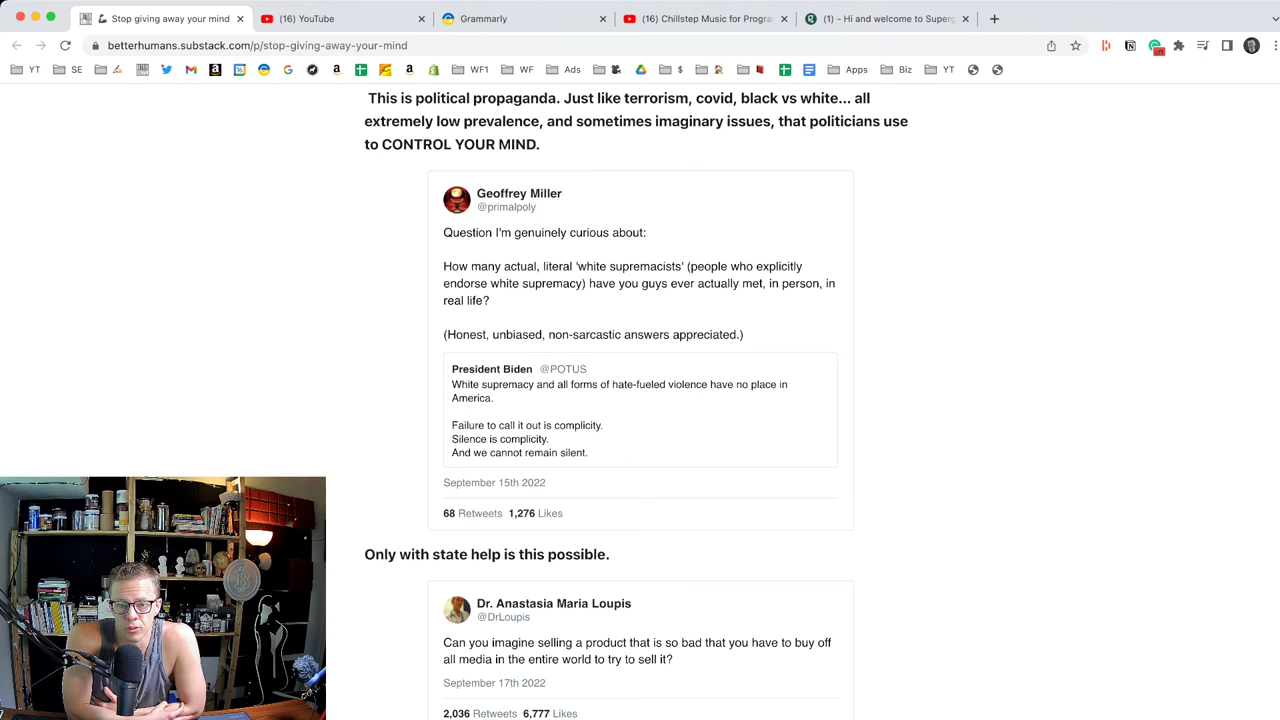 Stop giving away your mind
(16) YouTube
Grammarly
(16) Chillstep Music for Progra
(1) - Hi and welcome to Superg
betterhumans.substack.com/p/stop-giving-away-your-mind
YT
SE
WF1
WF
Ads
$
Apps
Biz
YT
off
This is political propaganda. Just like terrorism, covid, black vs white... all
extremely low prevalence, and sometimes imaginary issues, that politicians use
to CONTROL YOUR MIND.
Geoffrey Miller
@primalpoly
Question I'm genuinely curious about:
How many actual, literal 'white supremacists' (people who explicitly
endorse white supremacy) have you guys ever actually met, in person, in
real life?
(Honest, unbiased, non-sarcastic answers appreciated.)
President Biden @POTUS
White supremacy and all forms of hate-fueled violence have no place in
America.
Failure to call it out is complicity.
Silence is complicity.
And we cannot remain silent.
September 15th 2022
68 Retweets 1,276 Likes
Only with state help is this possible.
Dr. Anastasia Maria Loupis
@DrLoupis
Can you imagine selling a product that is so bad that you have to buy off
all media in the entire world to try to sell it?
September 17th 2022
2,036 Retweets 6,777 Likes